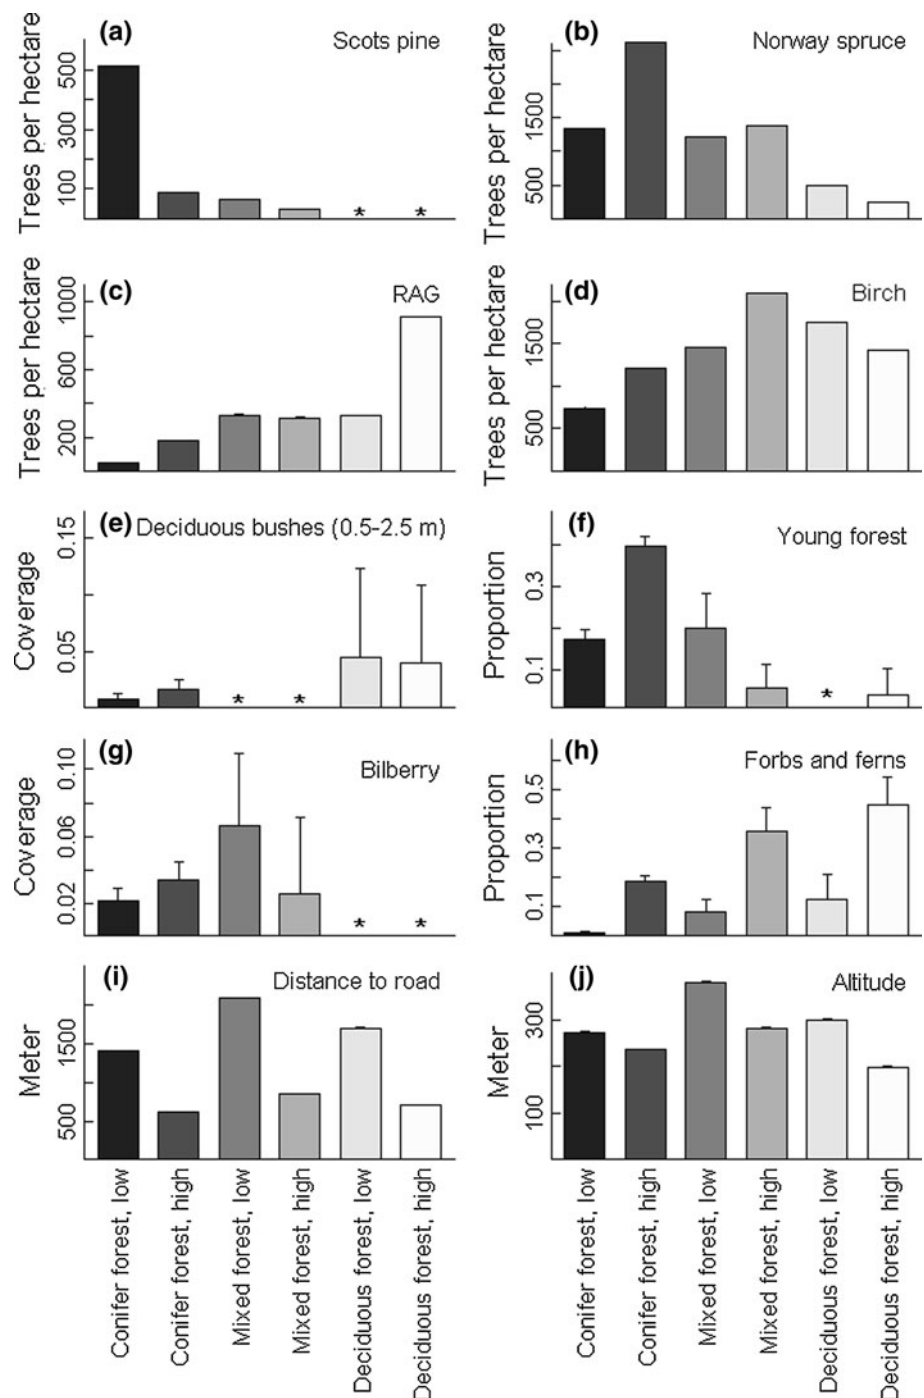 (a)
Scots pine
Trees per hectare
500
300
100
*
*
(b)
Norway spruce
Trees per hectare
1500
500
(c)
RAG
Trees per hectare
1000
600
200
(d)
Birch
Trees per hectare
1500
500
(e)
Deciduous bushes (0.5-2.5 m)
Coverage
0.15
0.05
*
*
(f)
Young forest
Proportion
0.3
0.1
*
(g)
Bilberry
Coverage
0.10
0.06
0.02
*
*
(h)
Forbs and ferns
Proportion
0.5
0.3
0.1
(i)
Distance to road
Meter
1500
500
(j)
Altitude
Meter
300
100
Conifer forest, low
Conifer forest, high
Mixed forest, low
Mixed forest, high
Deciduous forest, low
Deciduous forest, high
Conifer forest, low
Conifer forest, high
Mixed forest, low
Mixed forest, high
Deciduous forest, low
Deciduous forest, high